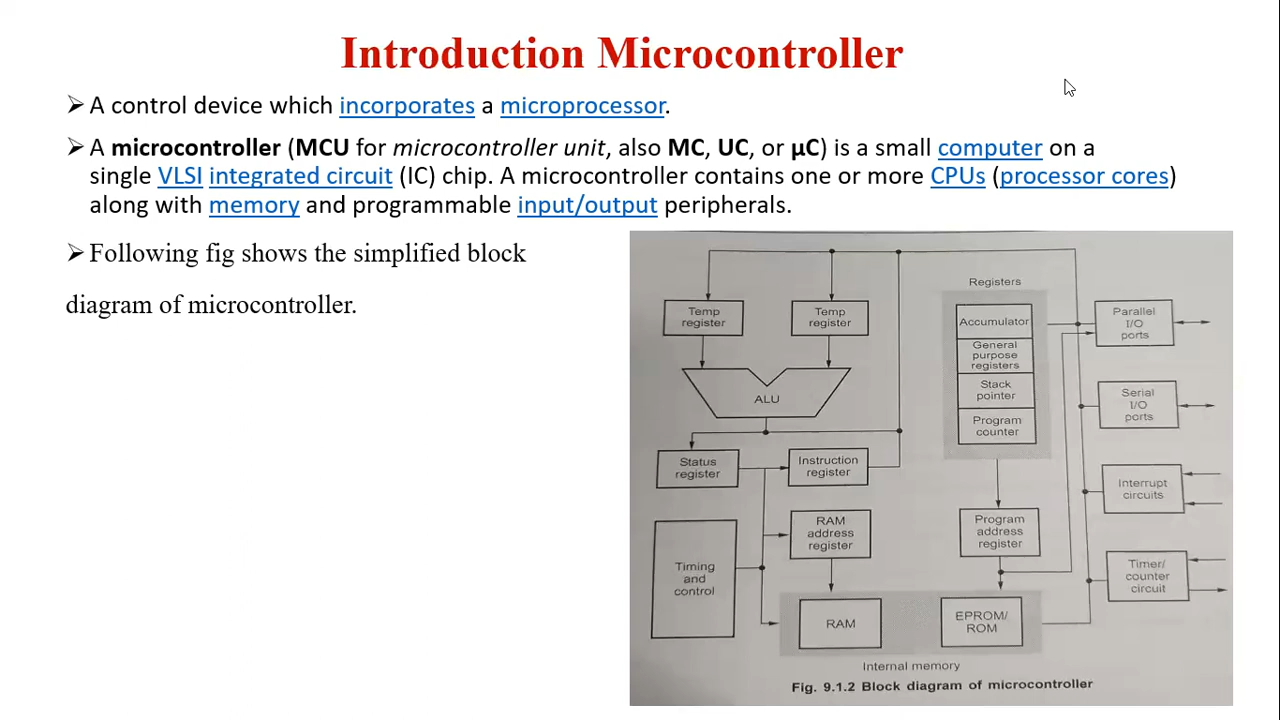 Introduction Microcontroller
➢ A control device which incorporates a microprocessor.
➢ A microcontroller (MCU for microcontroller unit, also MC, UC, or µC) is a small computer on a
single VLSI integrated circuit (IC) chip. A microcontroller contains one or more CPUs (processor cores)
along with memory and programmable input/output peripherals.
➢ Following fig shows the simplified block
diagram of microcontroller.
Registers
Temp
register
Temp
register
Accumulator
General
purpose
registers
Stack
pointer
Program
counter
Parallel
I/O
ports
ALU
Serial
I/O
ports
Status
register
Instruction
register
Interrupt
circuits
RAM
address
register
Program
address
register
Timing
and
control
Timer/
counter
circuit
RAM
EPROM/
ROM
Internal memory
Fig. 9.1.2 Block diagram of microcontroller